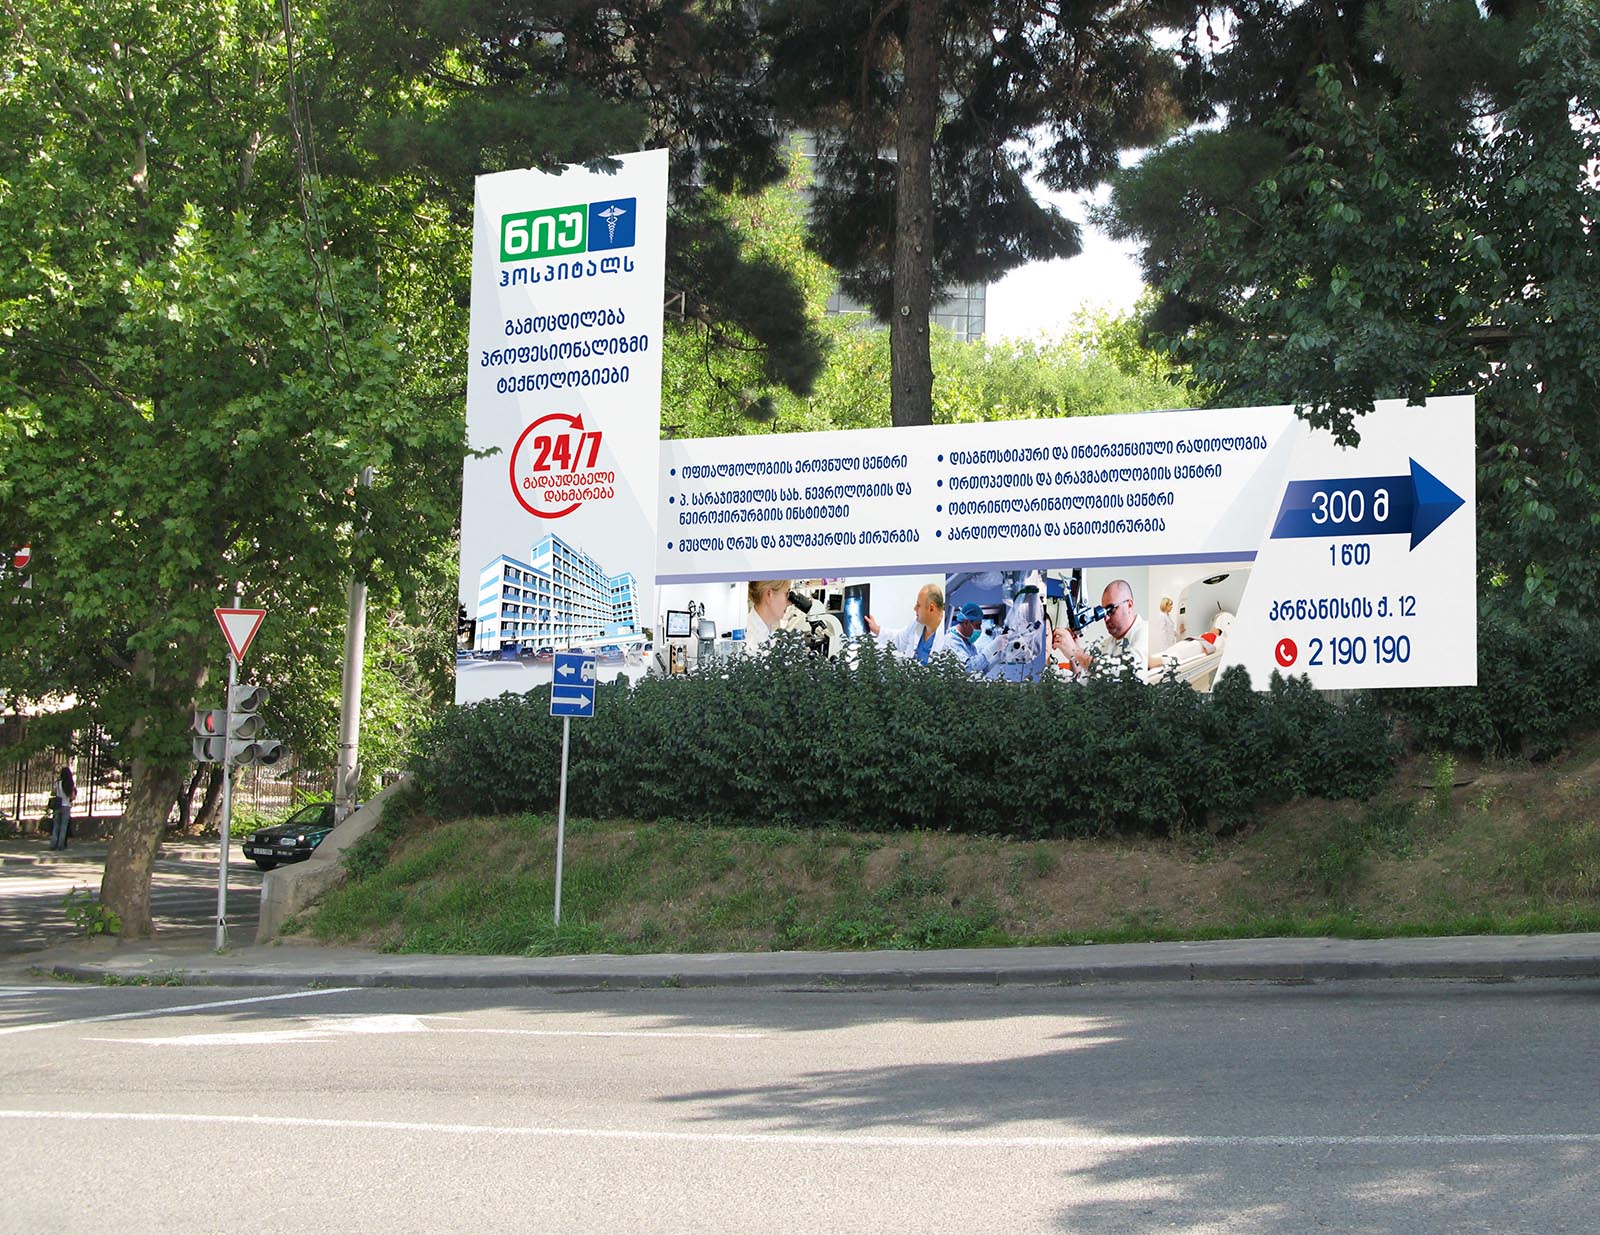 ნიუ
ჰოსპიტალს
გამოცდილება
პროფესიონალიზმი
ტექნოლოგიები
24/7
გადაუდებელი
დახმარება
• ოფთალმოლოგიის ეროვნული ცენტრი
• პ. სარაჯიშვილის სახ. ნევროლოგიის და
ნეიროქირურგიის ინსტიტუტი
• მუცლის ღრუს და გულმკერდის ქირურგია
• დიაგნოსტიკური და ინტერვენციული რადიოლოგია
• ორთოპედიის და ტრავმატოლოგიის ცენტრი
• ოტორინოლარინგოლოგიის ცენტრი
• კარდიოლოგია და ანგიოქირურგია
300 მ
1 წთ
კრწანისის ქ. 12
2 190 190